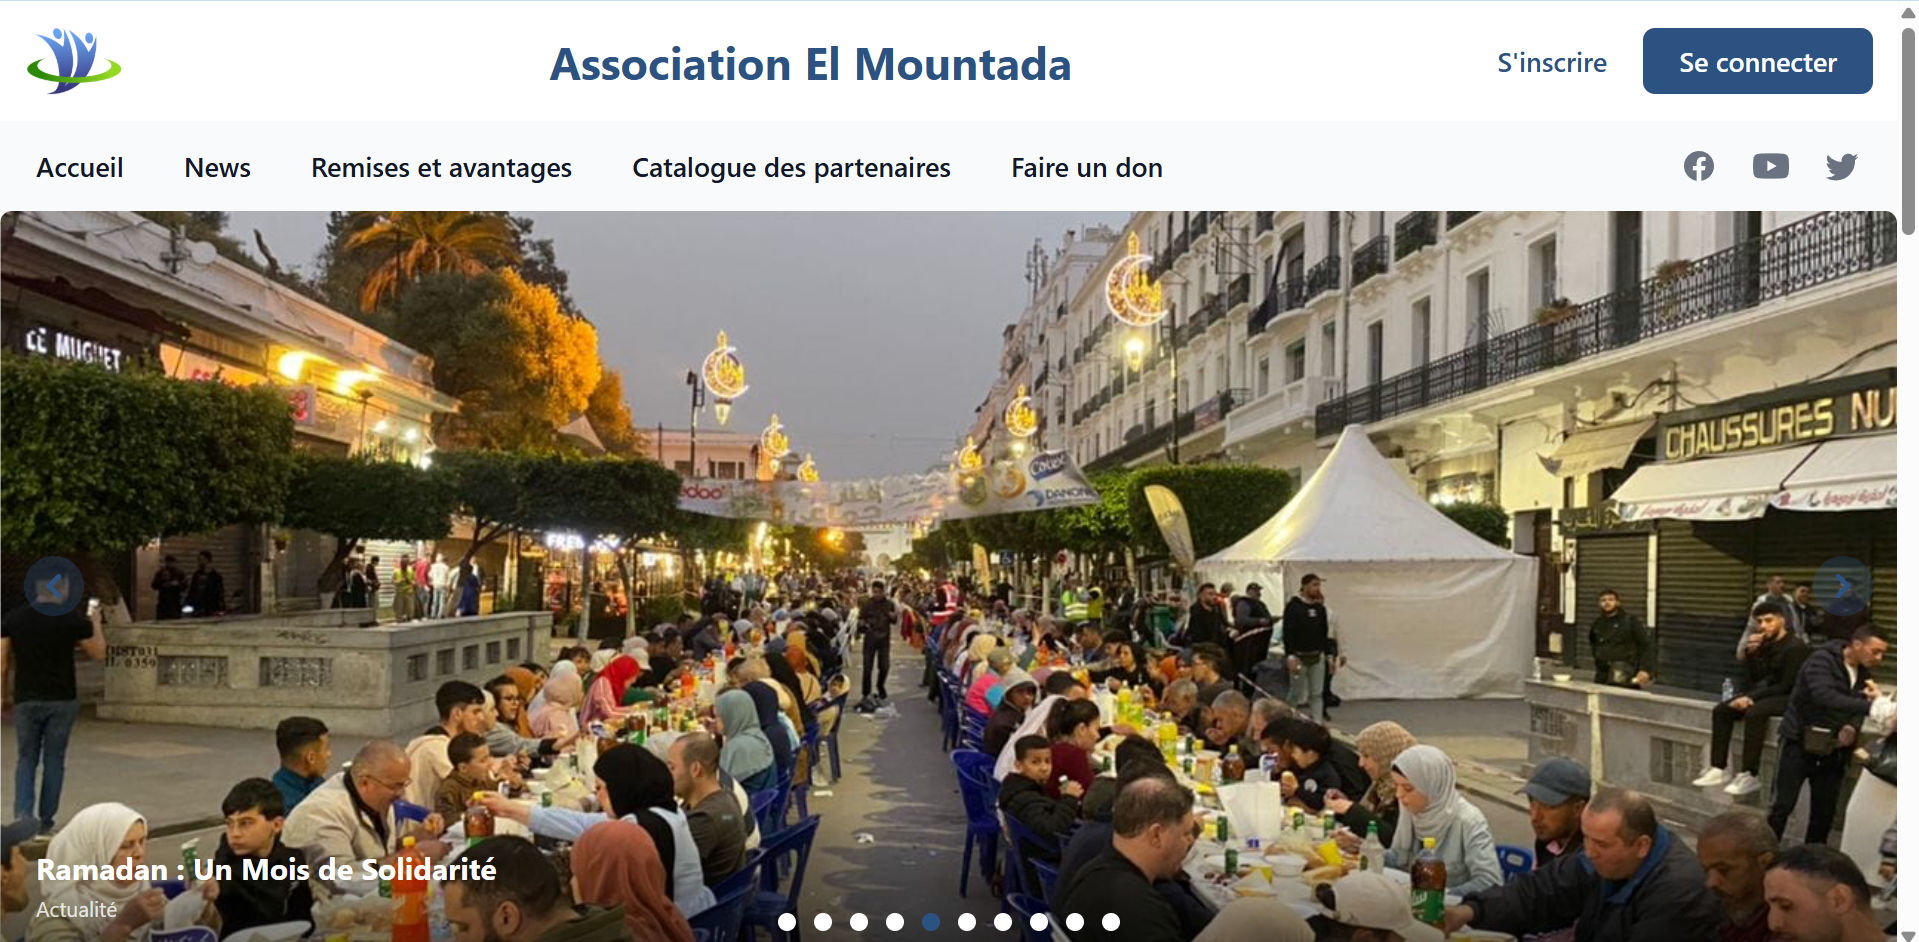 Association El Mountada
S'inscrire
Se connecter
Accueil
News
Remises et avantages
Catalogue des partenaires
Faire un don
LE MUGUET
CHAUSSURES NU
DANONE
Ramadan : Un Mois de Solidarité
Actualité